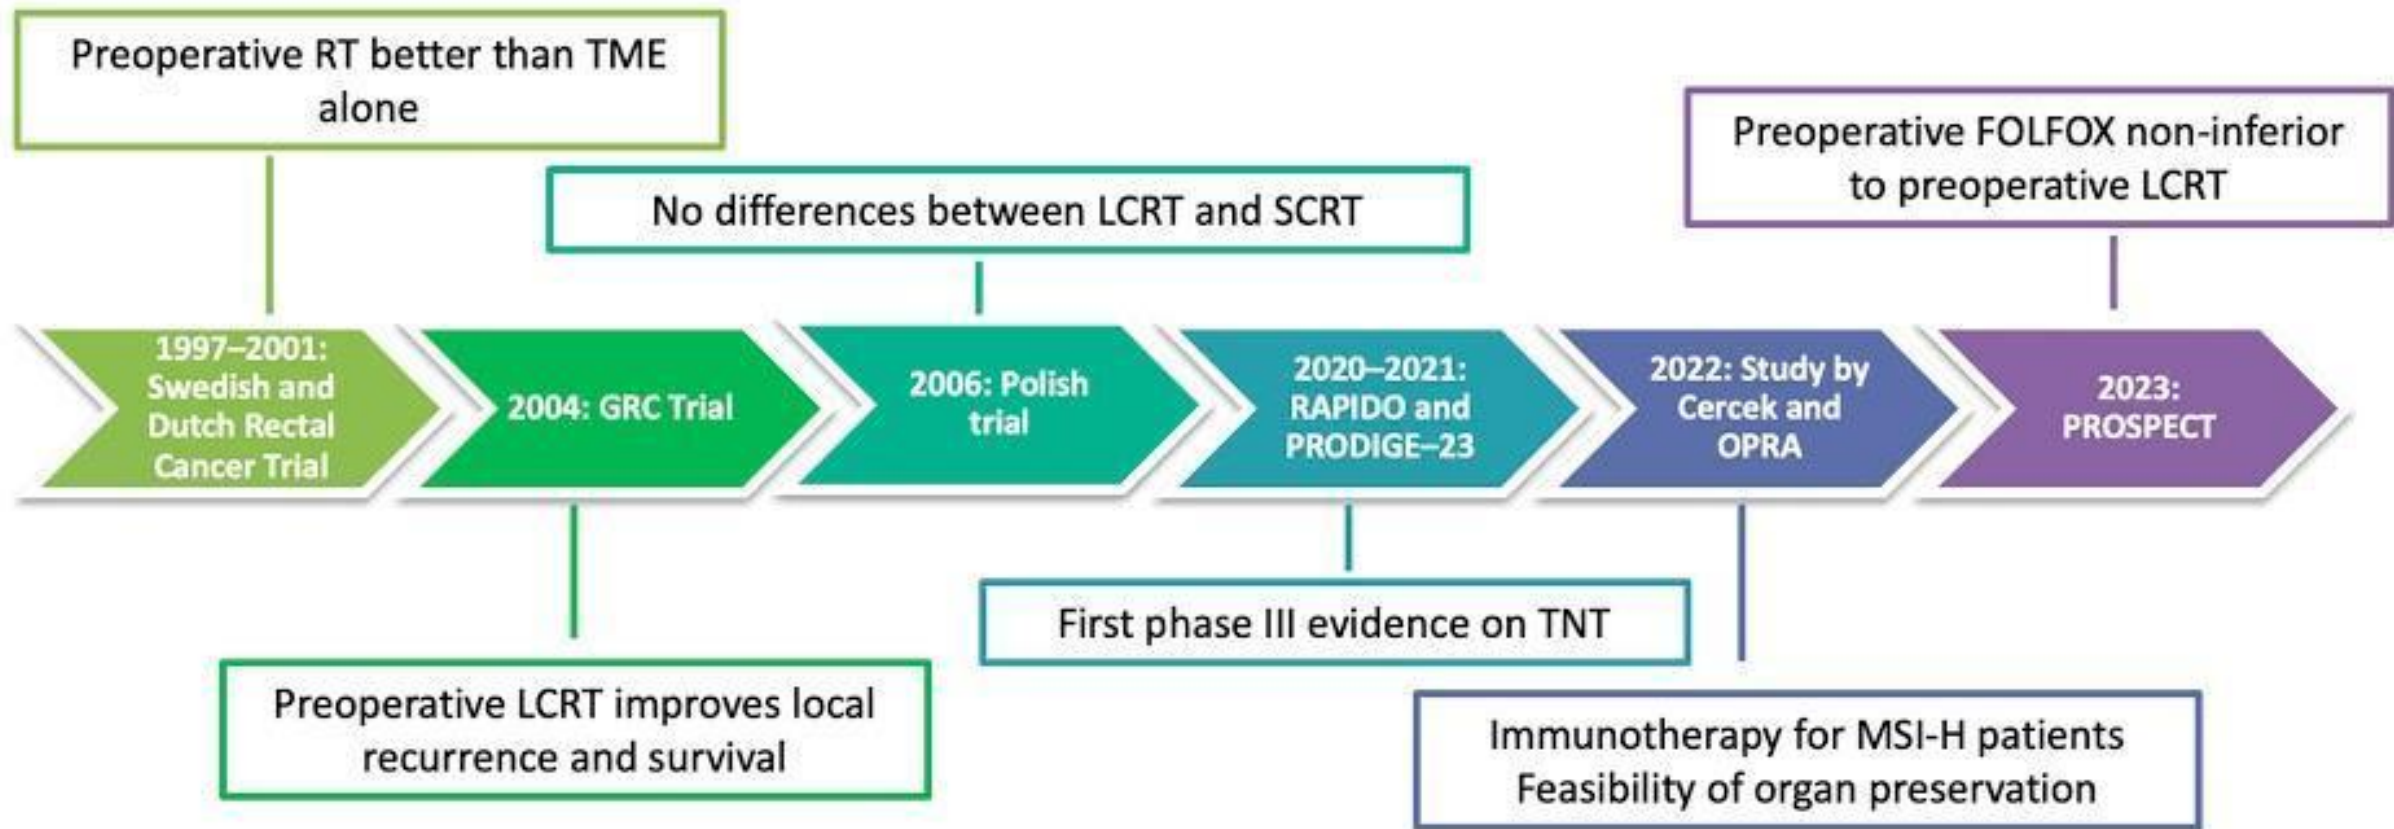 Preoperative RT better than TME
alone
No differences between LCRT and SCRT
Preoperative FOLFOX non-inferior
to preoperative LCRT
1997–2001:
Swedish and
Dutch Rectal
Cancer Trial
2004: GRC Trial
2006: Polish
trial
2020–2021:
RAPIDO and
PRODIGE–23
2022: Study by
Cercek and
OPRA
2023:
PROSPECT
Preoperative LCRT improves local
recurrence and survival
First phase III evidence on TNT
Immunotherapy for MSI-H patients
Feasibility of organ preservation